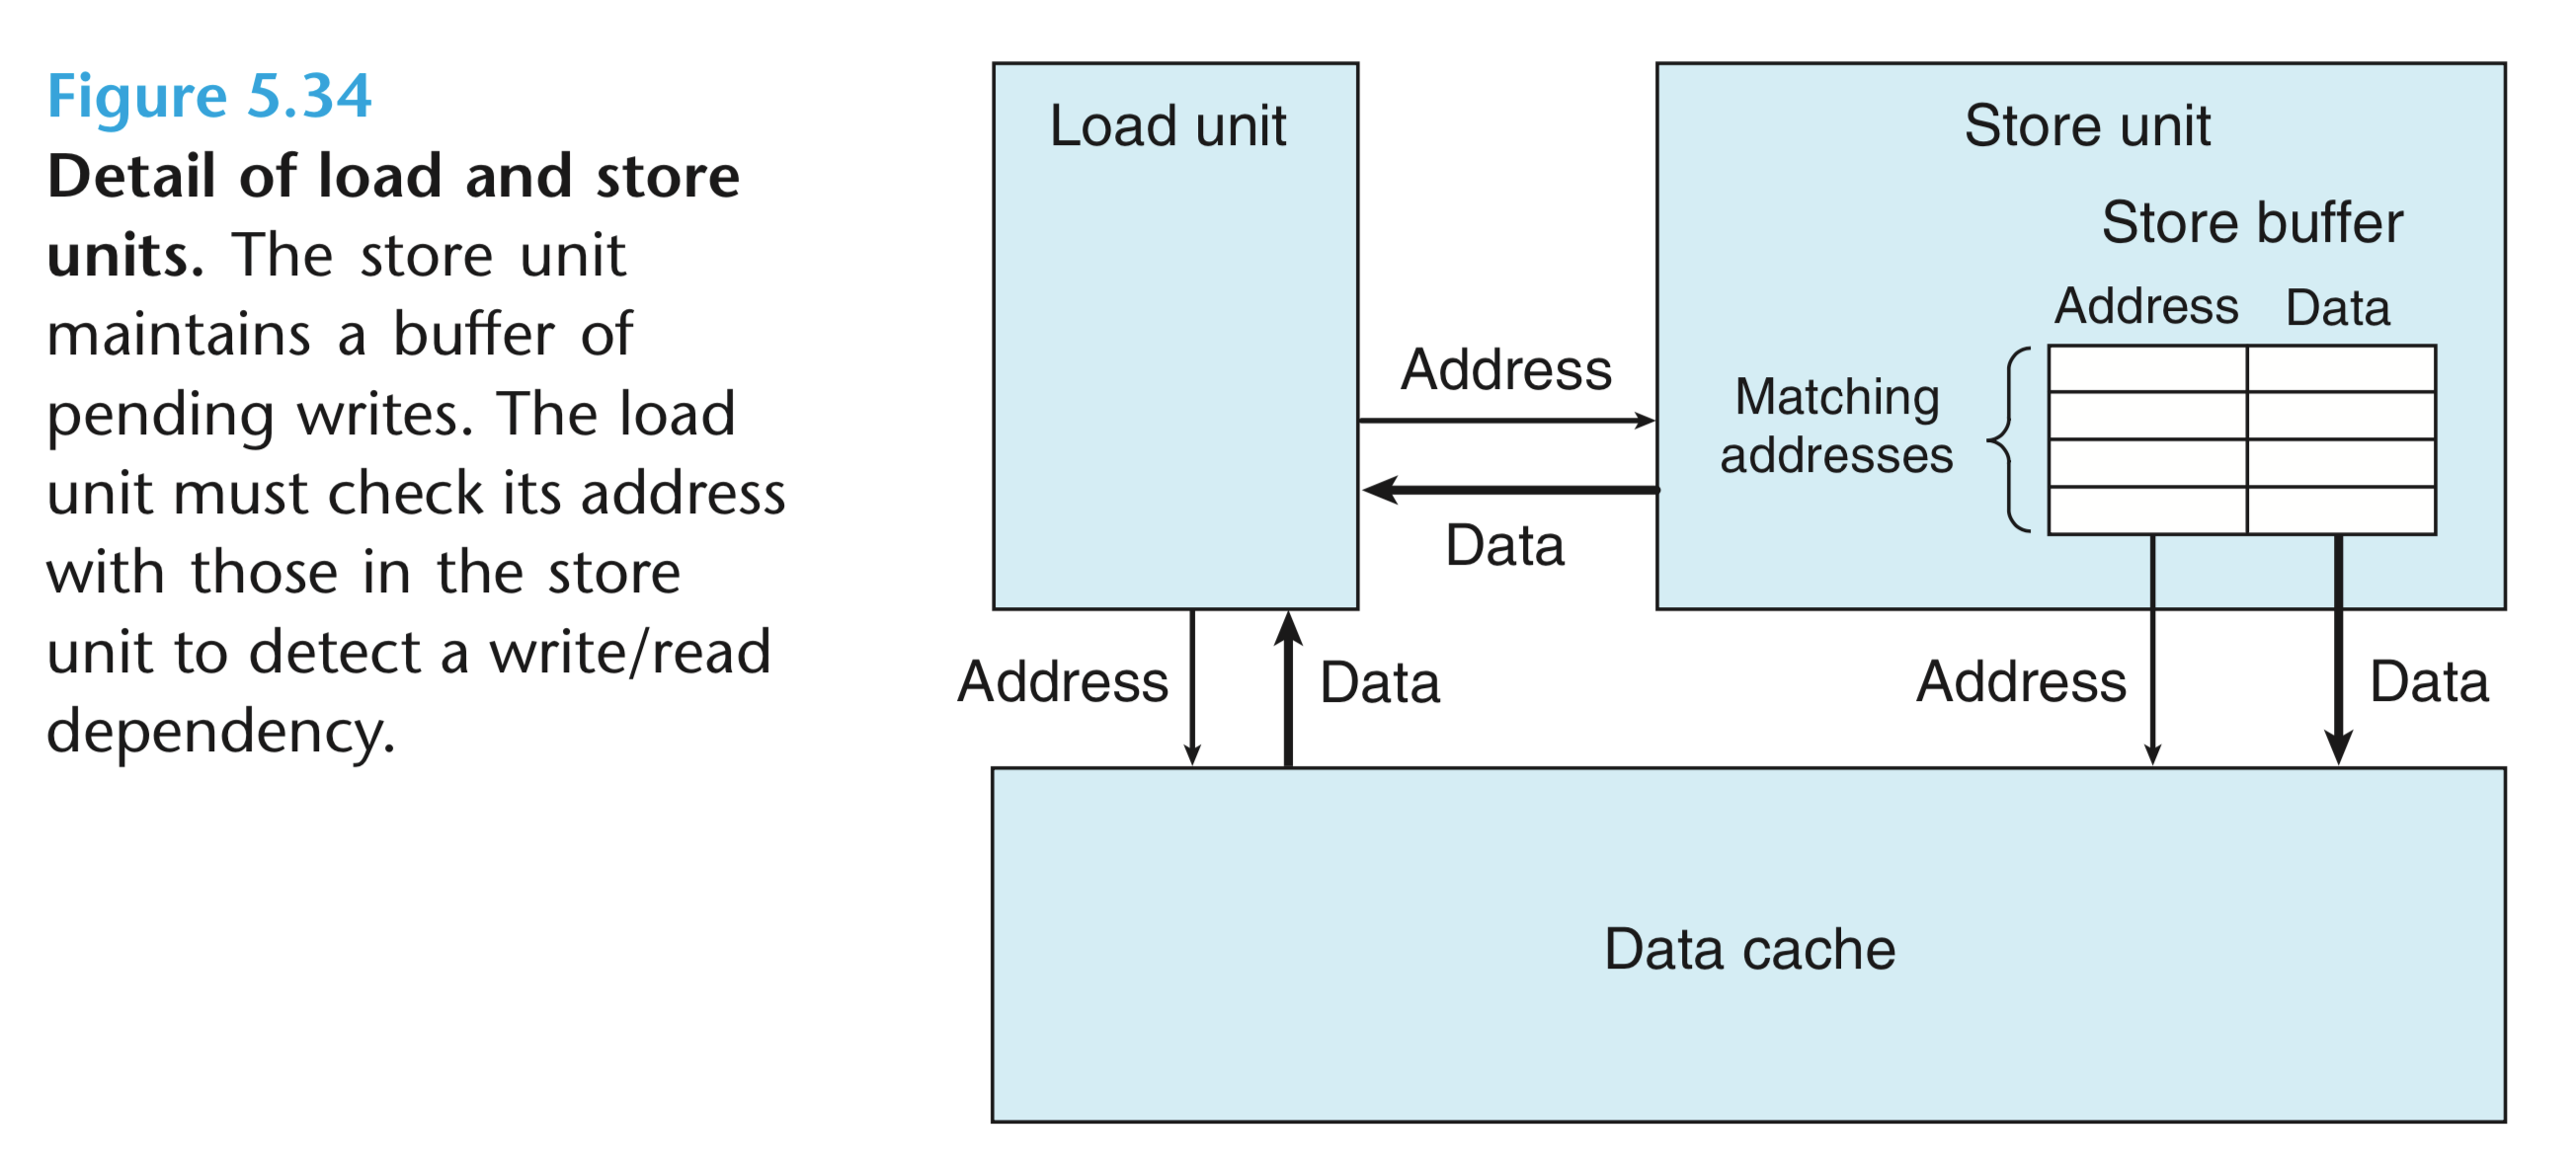 Figure 5.34
Detail of load and store
units. The store unit
maintains a buffer of
pending writes. The load
unit must check its address
with those in the store
unit to detect a write/read
dependency.
Load unit
Store unit
Store buffer
Address Data
Matching
addresses
Address
Data
Address
Data
Address
Data
Data cache